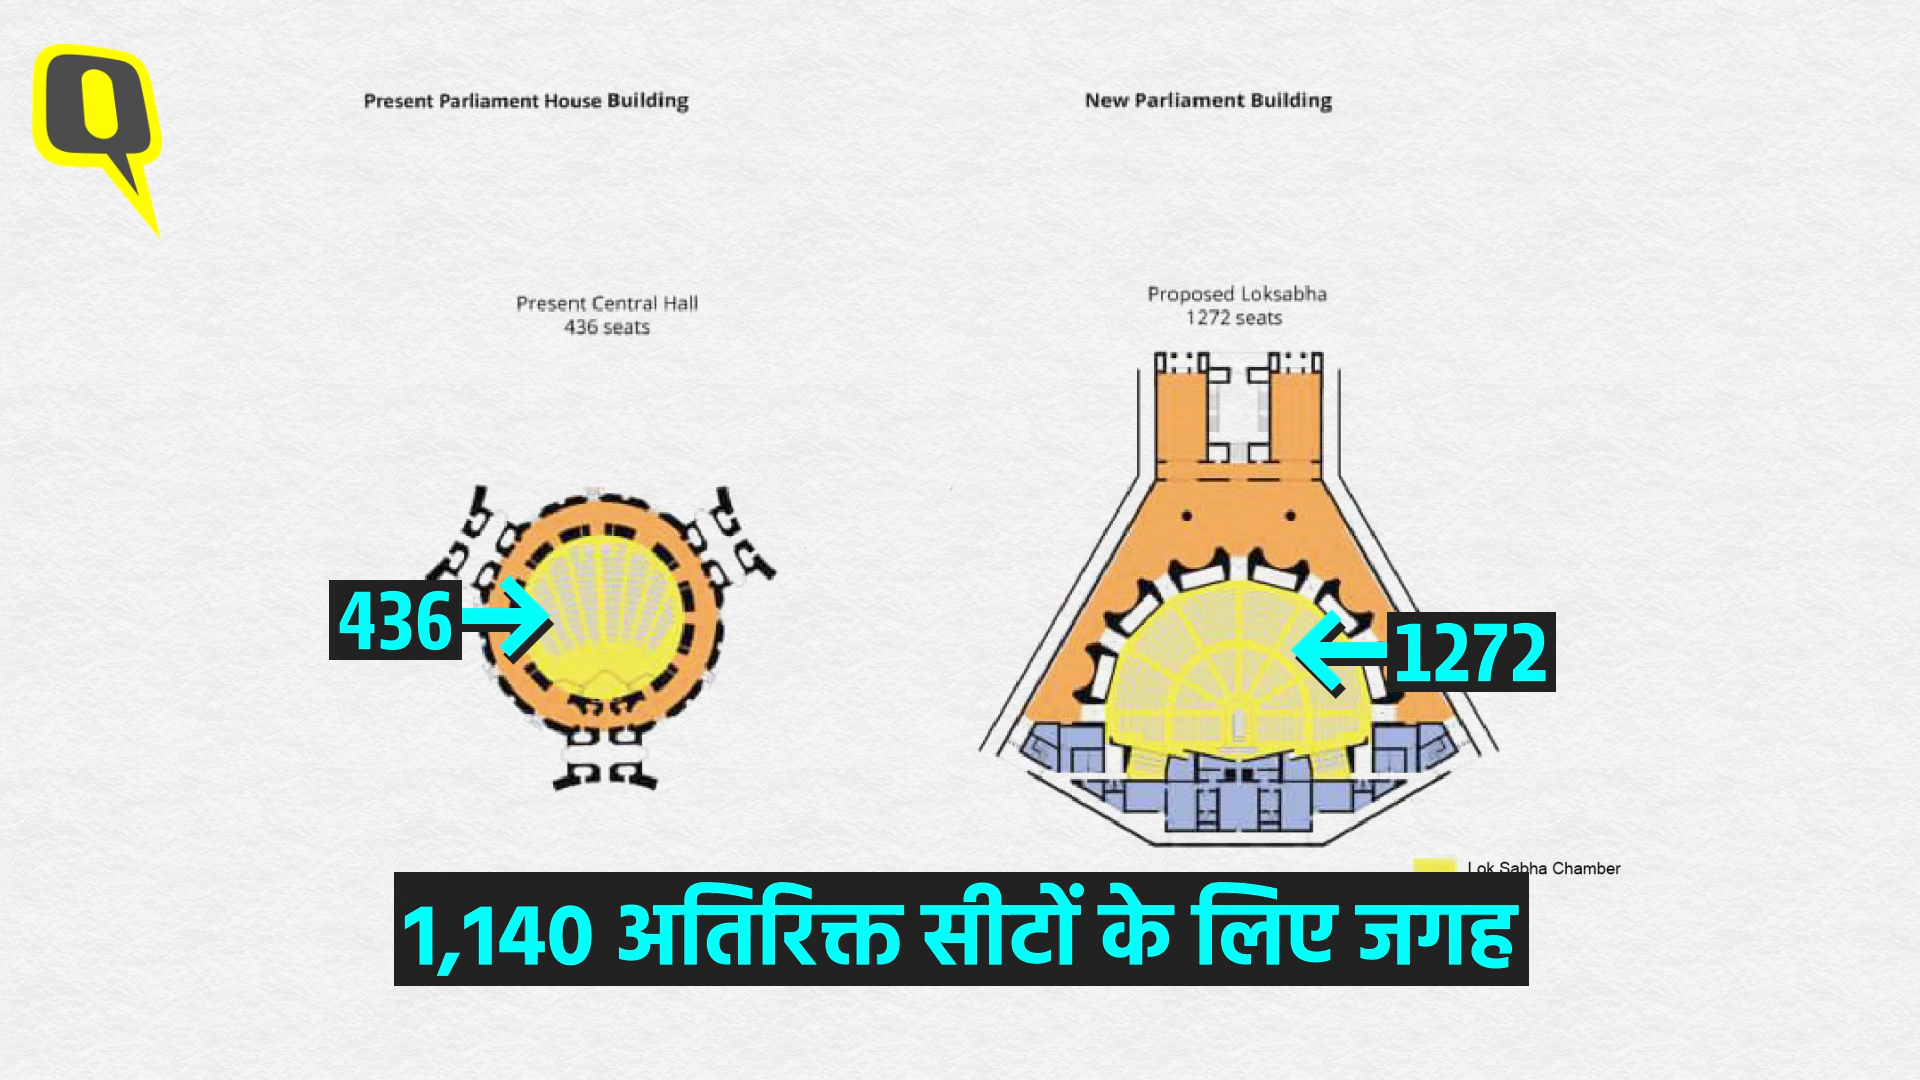 Present Parliament House Building
New Parliament Building
Present Central Hall
436 seats
Proposed Loksabha
1272 seats
436
1272
Lok Sabha Chamber
1,140 अतिरिक्त सीटों के लिए जगह